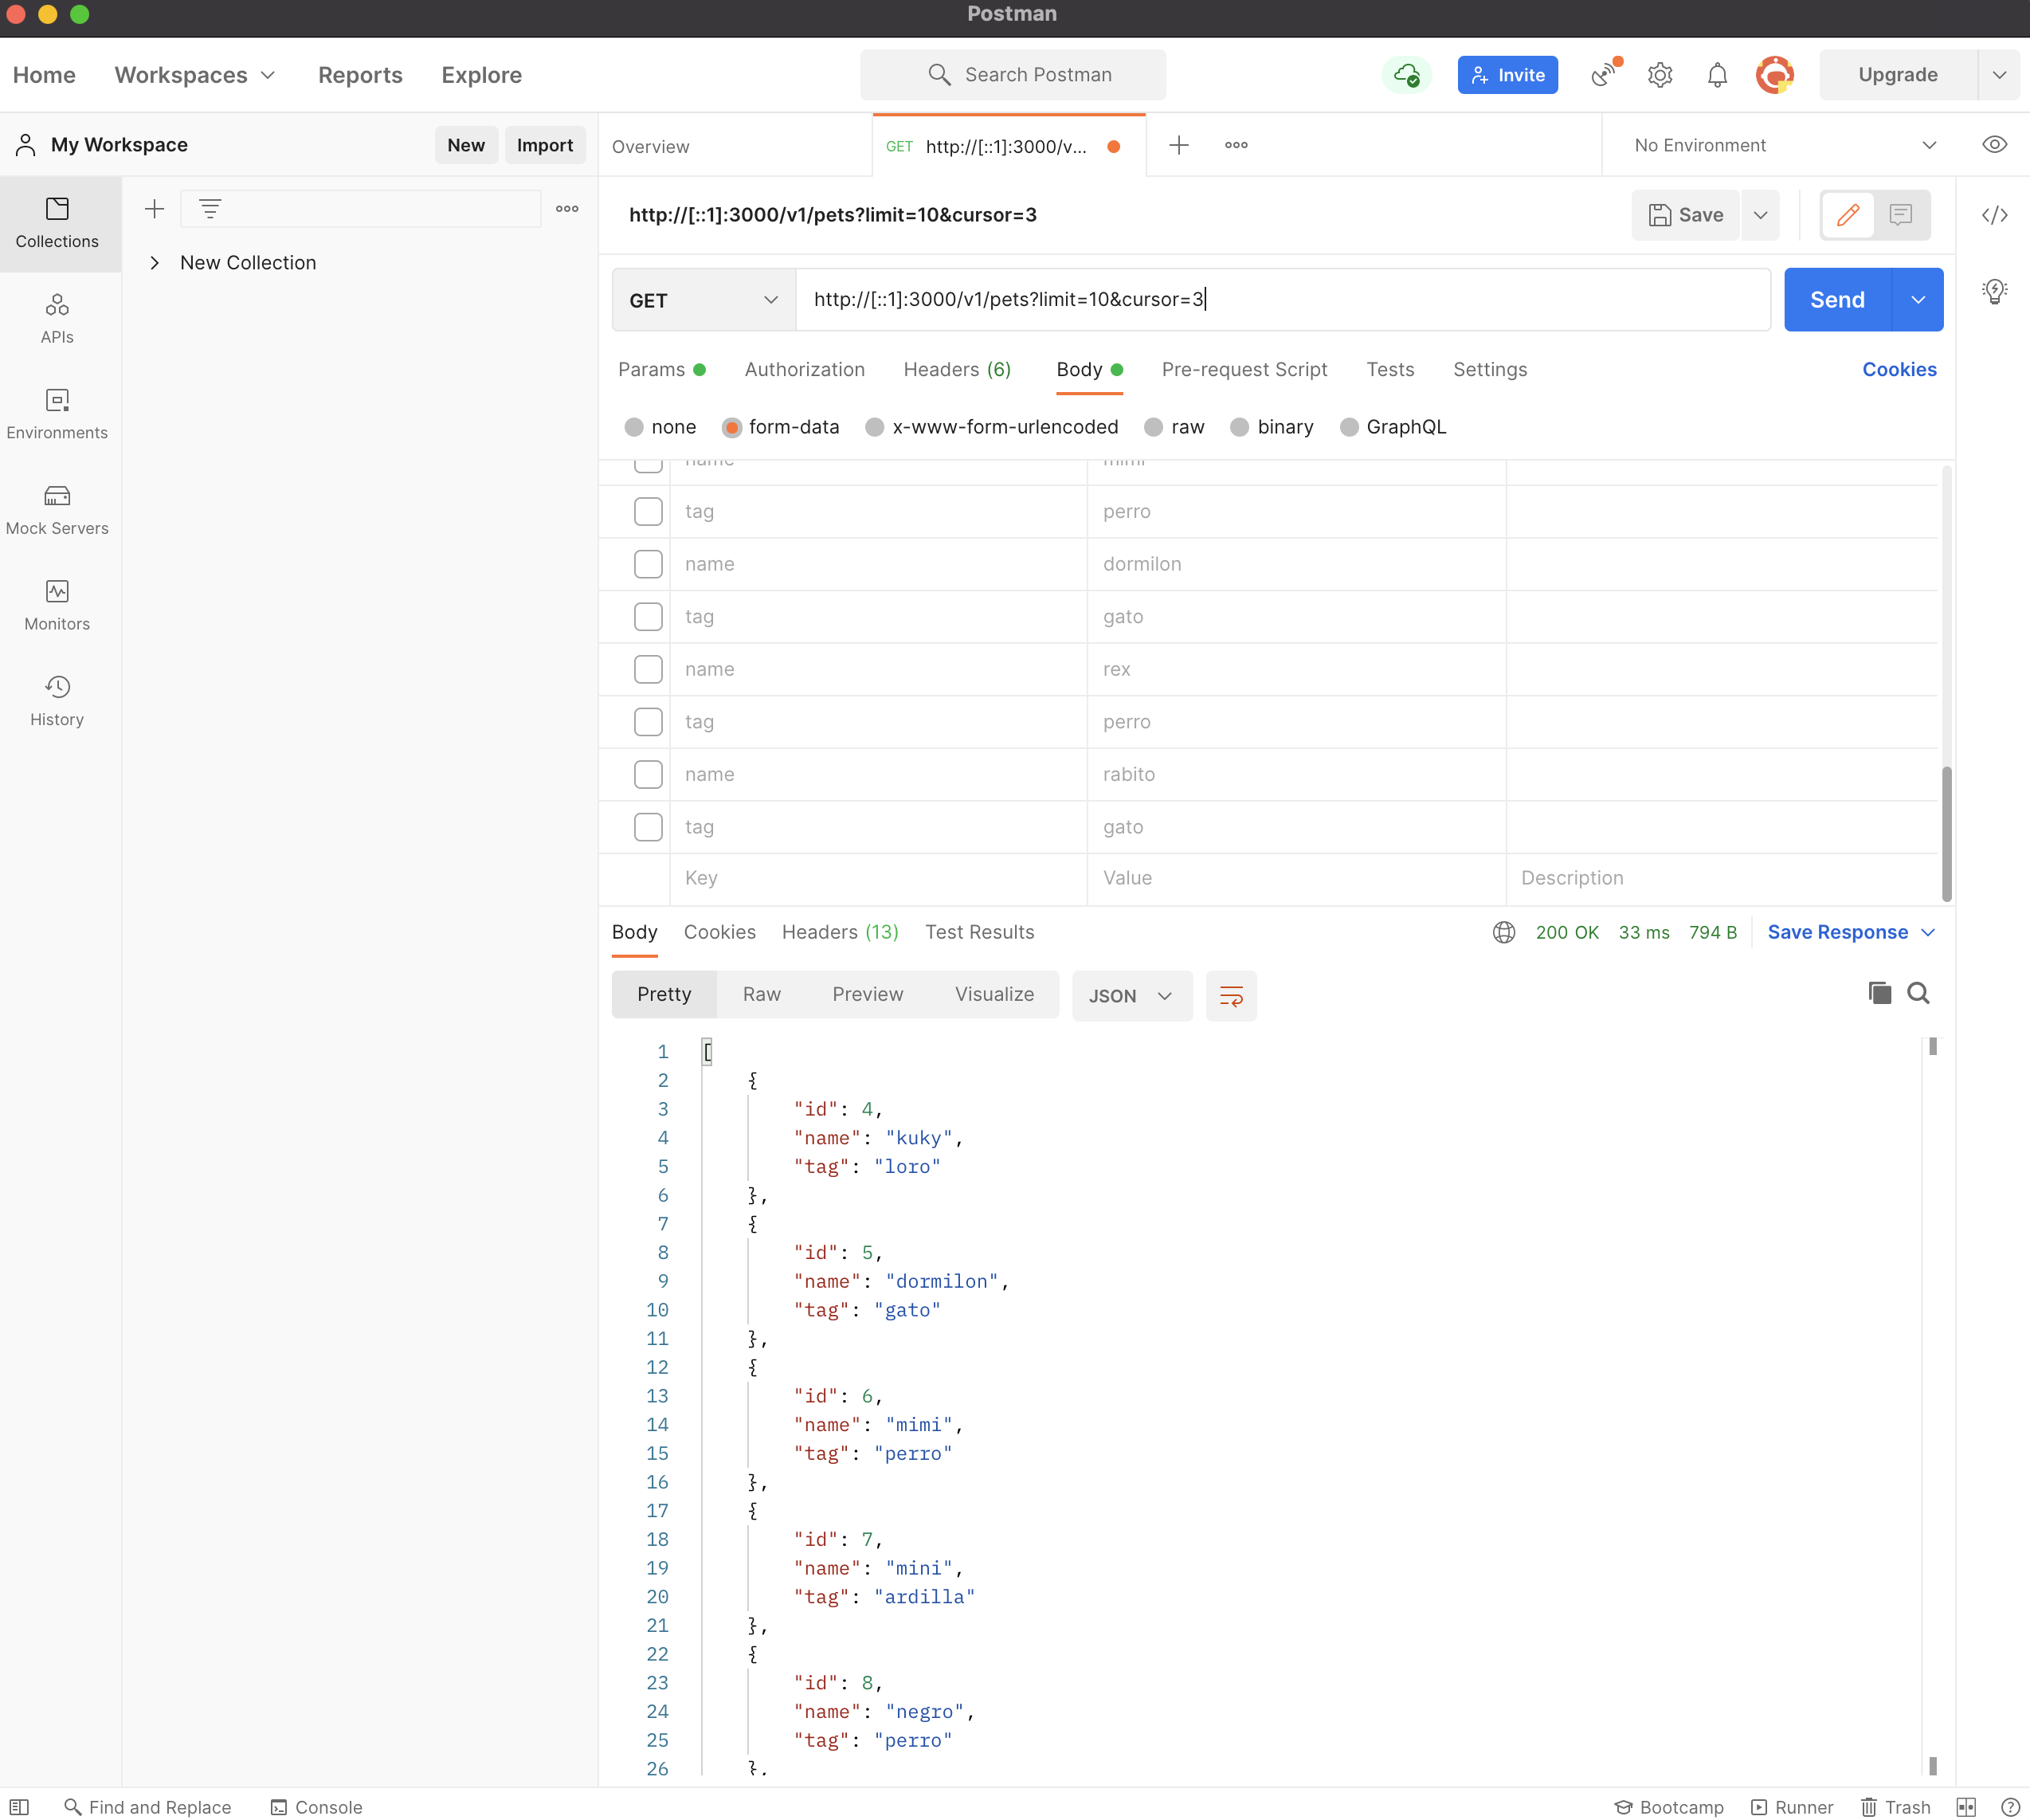 Postman
Home Workspaces Reports Explore Search Postman Invite Upgrade
My Workspace New Import Overview GET http://[::1]:3000/v... No Environment
Collections
APIs
Environments
Mock Servers
Monitors
History
New Collection
http://[::1]:3000/v1/pets?limit=10&cursor=3 Save
GET http://[::1]:3000/v1/pets?limit=10&cursor=3 Send
Params Authorization Headers (6) Body Pre-request Script Tests Settings Cookies
none form-data x-www-form-urlencoded raw binary GraphQL
name mimi
tag perro
name dormilon
tag gato
name rex
tag perro
name rabito
tag gato
Key Value Description
Body Cookies Headers (13) Test Results 200 OK 33 ms 794 B Save Response
Pretty Raw Preview Visualize JSON
1 [
2 {
3 "id": 4,
4 "name": "kuky",
5 "tag": "loro"
6 },
7 {
8 "id": 5,
9 "name": "dormilon",
10 "tag": "gato"
11 },
12 {
13 "id": 6,
14 "name": "mimi",
15 "tag": "perro"
16 },
17 {
18 "id": 7,
19 "name": "mini",
20 "tag": "ardilla"
21 },
22 {
23 "id": 8,
24 "name": "negro",
25 "tag": "perro"
26 },
Find and Replace Console Bootcamp Runner Trash